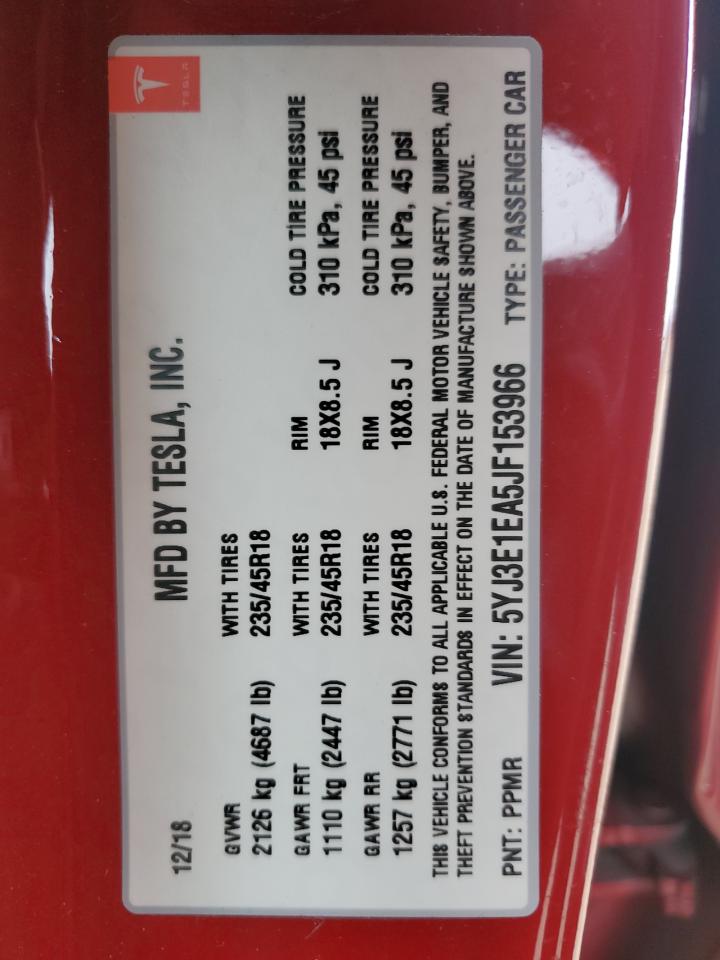 TESLA
12/18 MFD BY TESLA, INC.
GVWR WITH TIRES
2126 kg (4687 lb) 235/45R18
GAWR FRT WITH TIRES RIM COLD TIRE PRESSURE
1110 kg (2447 lb) 235/45R18 18X8.5 J 310 kPa, 45 psi
GAWR RR WITH TIRES RIM COLD TIRE PRESSURE
1257 kg (2771 lb) 235/45R18 18X8.5 J 310 kPa, 45 psi
THIS VEHICLE CONFORMS TO ALL APPLICABLE U.S. FEDERAL MOTOR VEHICLE SAFETY, BUMPER, AND
THEFT PREVENTION STANDARDS IN EFFECT ON THE DATE OF MANUFACTURE SHOWN ABOVE.
PNT: PPMR VIN: 5YJ3E1EA5JF153966 TYPE: PASSENGER CAR